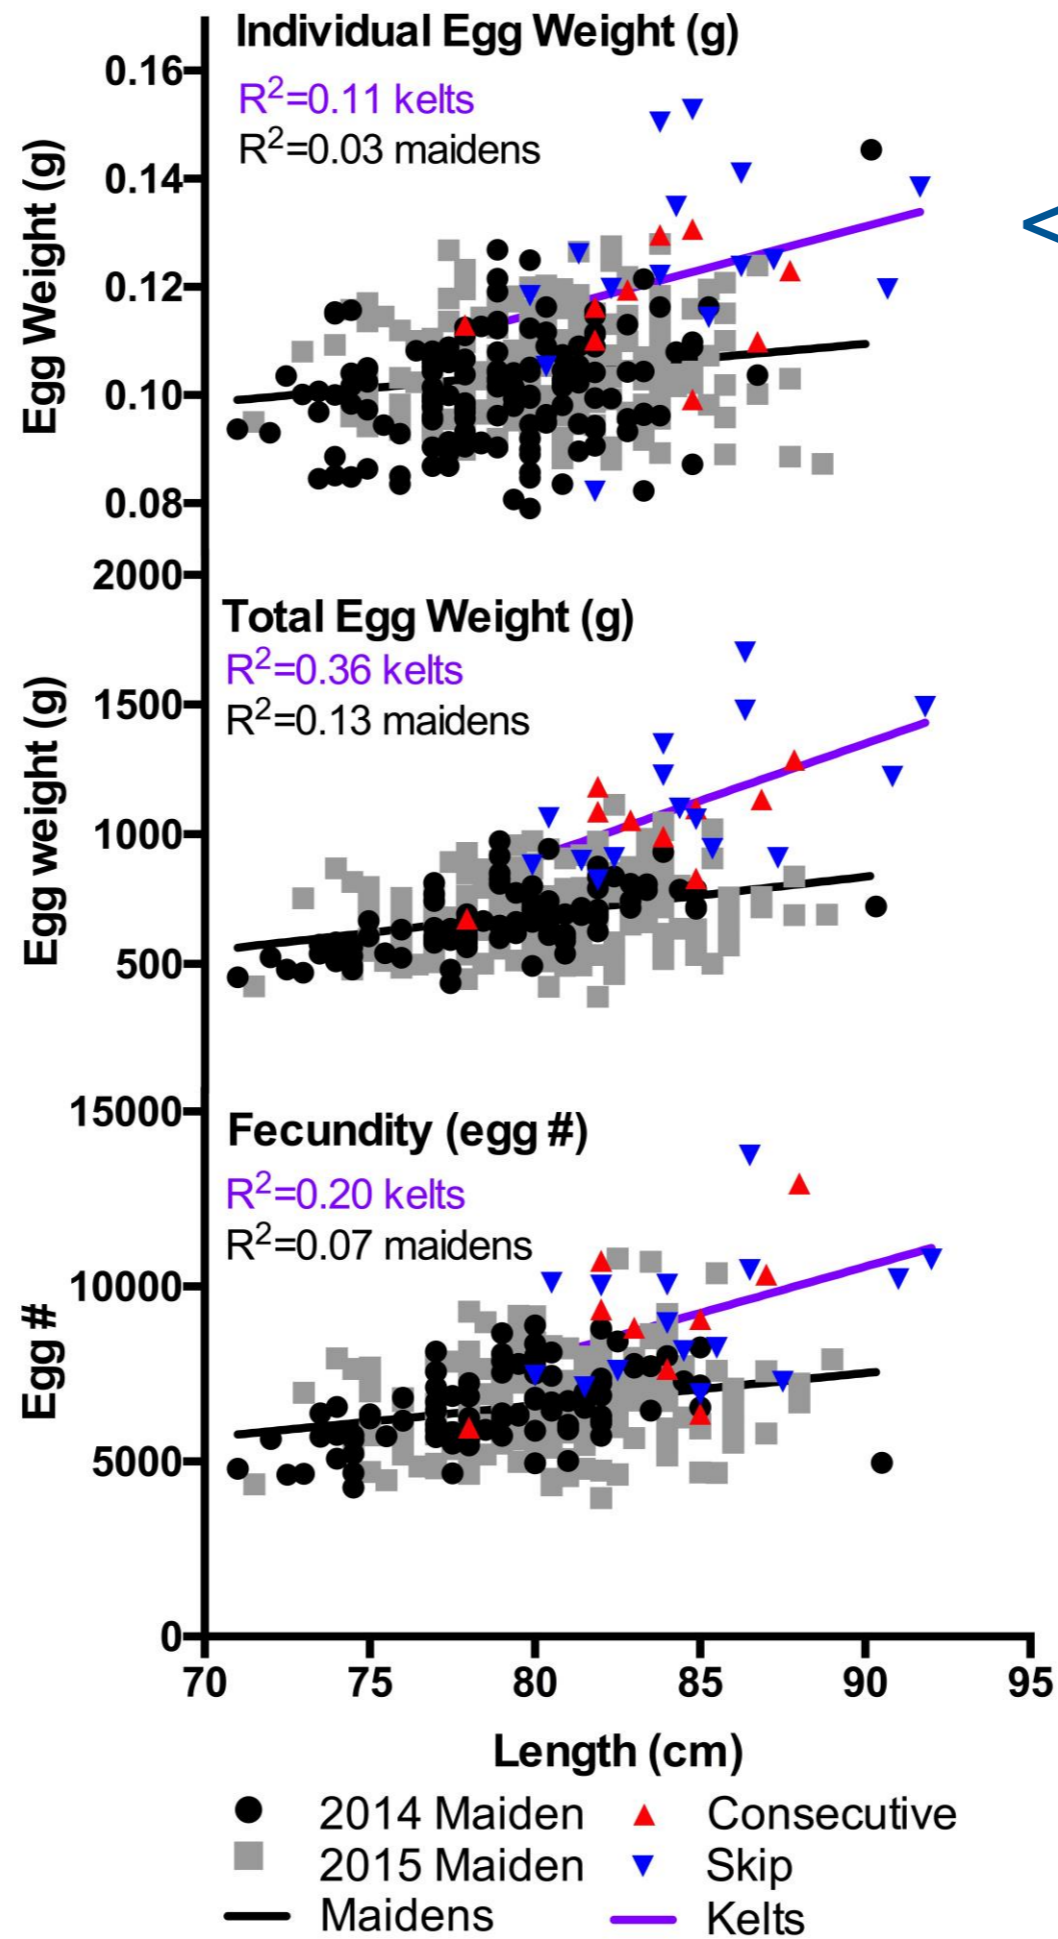 Individual Egg Weight (g)
R²=0.11 kelts
R²=0.03 maidens
Egg Weight (g)
0.16
0.14
0.12
0.10
0.08
<
Total Egg Weight (g)
R²=0.36 kelts
R²=0.13 maidens
Egg weight (g)
2000
1500
1000
500
Fecundity (egg #)
R²=0.20 kelts
R²=0.07 maidens
Egg #
15000
10000
5000
0
70 75 80 85 90 95
Length (cm)
2014 Maiden Consecutive
2015 Maiden Skip
Maidens Kelts